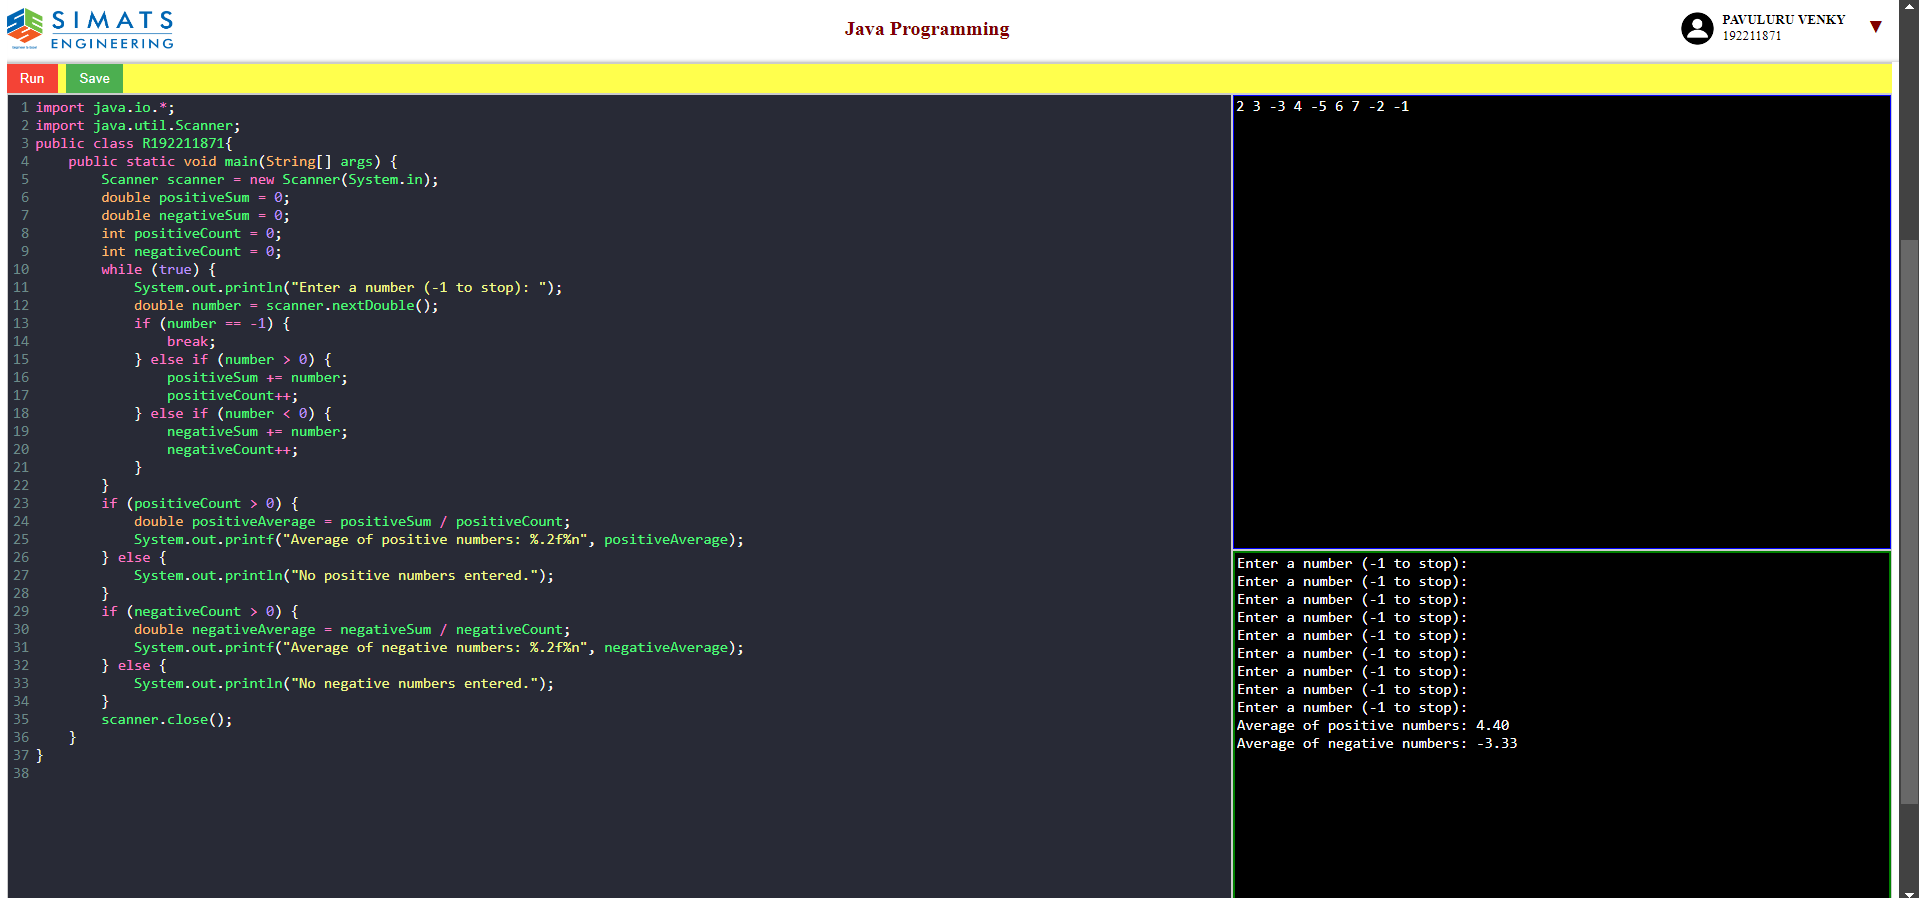 SIMATS
ENGINEERING
Java Programming
PAVULURU VENKY
192211871
Run Save
1 import java.io.*;
2 import java.util.Scanner;
3 public class R192211871{
4     public static void main(String[] args) {
5         Scanner scanner = new Scanner(System.in);
6         double positiveSum = 0;
7         double negativeSum = 0;
8         int positiveCount = 0;
9         int negativeCount = 0;
10         while (true) {
11             System.out.println("Enter a number (-1 to stop): ");
12             double number = scanner.nextDouble();
13             if (number == -1) {
14                 break;
15             } else if (number > 0) {
16                 positiveSum += number;
17                 positiveCount++;
18             } else if (number < 0) {
19                 negativeSum += number;
20                 negativeCount++;
21             }
22         }
23         if (positiveCount > 0) {
24             double positiveAverage = positiveSum / positiveCount;
25             System.out.printf("Average of positive numbers: %.2f%n", positiveAverage);
26         } else {
27             System.out.println("No positive numbers entered.");
28         }
29         if (negativeCount > 0) {
30             double negativeAverage = negativeSum / negativeCount;
31             System.out.printf("Average of negative numbers: %.2f%n", negativeAverage);
32         } else {
33             System.out.println("No negative numbers entered.");
34         }
35         scanner.close();
36     }
37 }
38
2 3 -3 4 -5 6 7 -2 -1
Enter a number (-1 to stop):
Enter a number (-1 to stop):
Enter a number (-1 to stop):
Enter a number (-1 to stop):
Enter a number (-1 to stop):
Enter a number (-1 to stop):
Enter a number (-1 to stop):
Enter a number (-1 to stop):
Enter a number (-1 to stop):
Average of positive numbers: 4.40
Average of negative numbers: -3.33